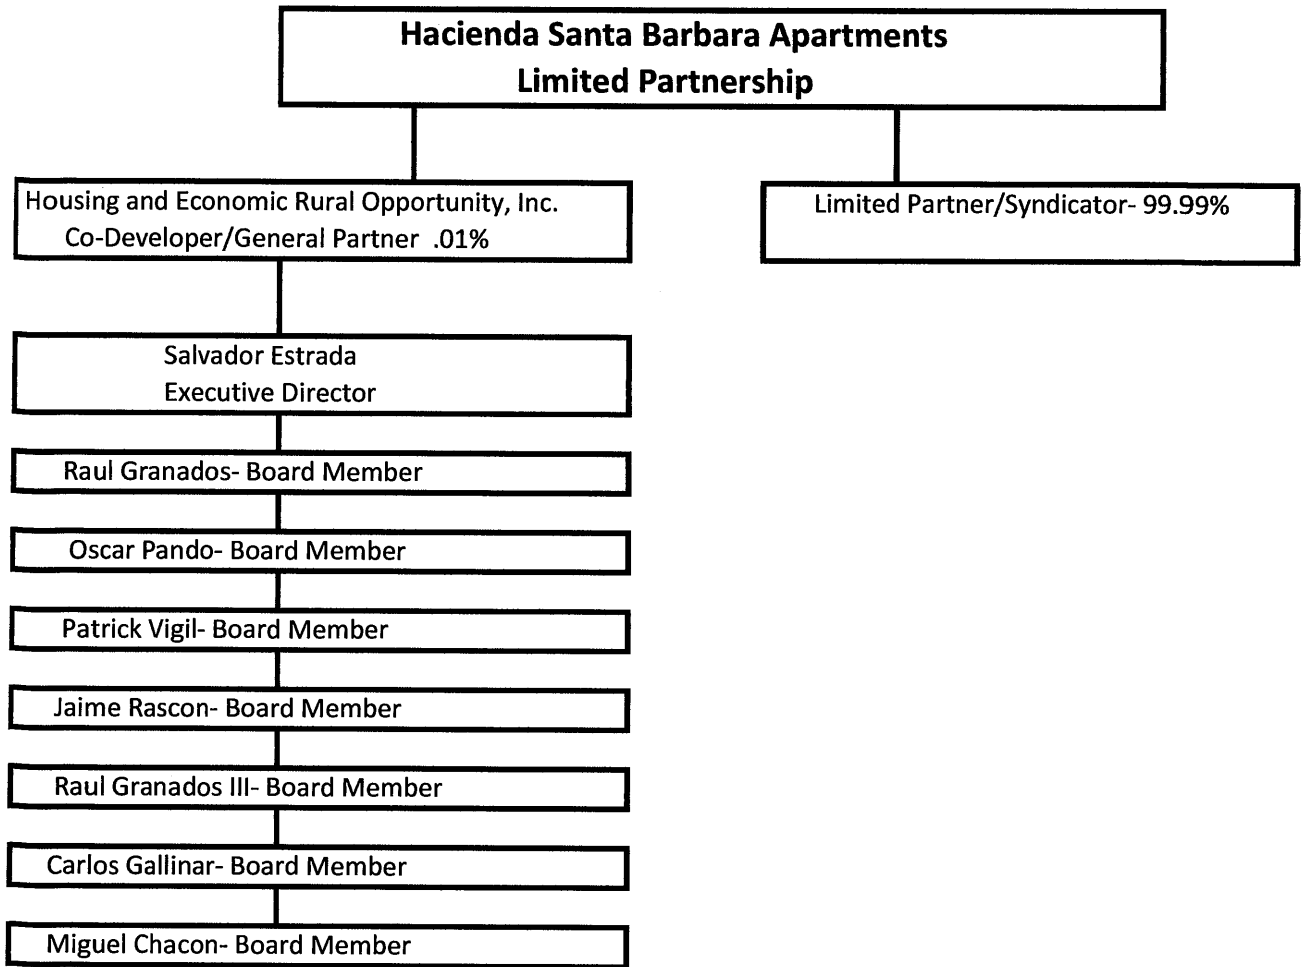 Hacienda Santa Barbara Apartments
Limited Partnership
Housing and Economic Rural Opportunity, Inc.
Co-Developer/General Partner .01%
Limited Partner/Syndicator- 99.99%
Salvador Estrada
Executive Director
Raul Granados- Board Member
Oscar Pando- Board Member
Patrick Vigil- Board Member
Jaime Rascon- Board Member
Raul Granados III- Board Member
Carlos Gallinar- Board Member
Miguel Chacon- Board Member